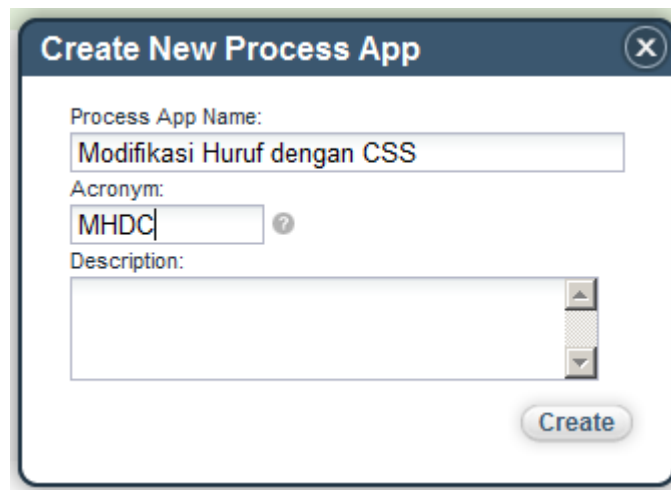 Create New Process App
Process App Name:
Modifikasi Huruf dengan CSS
Acronym:
MHDC
Description:
Create